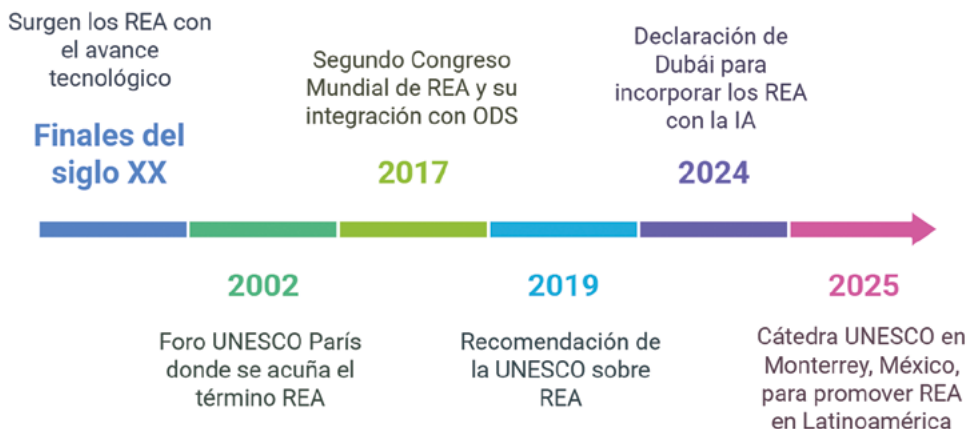 Surgen los REA con
el avance
tecnológico
Finales del
siglo XX
2002
Foro UNESCO París
donde se acuña el
término REA
Segundo Congreso
Mundial de REA y su
integración con ODS
2017
2019
Recomendación de
la UNESCO sobre
REA
Declaración de
Dubái para
incorporar los REA
con la IA
2024
2025
Cátedra UNESCO en
Monterrey, México,
para promover REA
en Latinoamérica